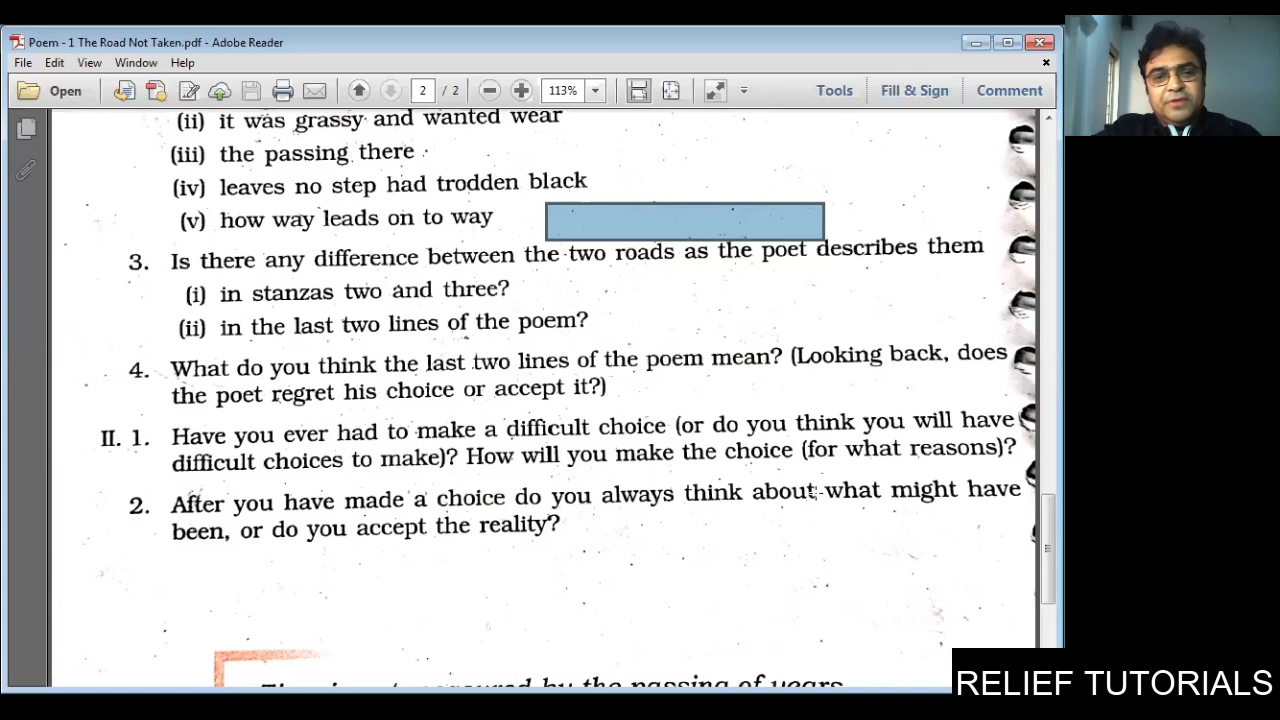 Poem - 1 The Road Not Taken.pdf - Adobe Reader
File Edit View Window Help
Open 2 / 2 113% Tools Fill & Sign Comment
(ii) it was grassy and wanted wear
(iii) the passing there
(iv) leaves no step had trodden black
(v) how way leads on to way
3. Is there any difference between the two roads as the poet describes them
(i) in stanzas two and three?
(ii) in the last two lines of the poem?
4. What do you think the last two lines of the poem mean? (Looking back, does
the poet regret his choice or accept it?)
II. 1. Have you ever had to make a difficult choice (or do you think you will have
difficult choices to make)? How will you make the choice (for what reasons)?
2. After you have made a choice do you always think about what might have
been, or do you accept the reality?
by the passing of years
RELIEF TUTORIALS